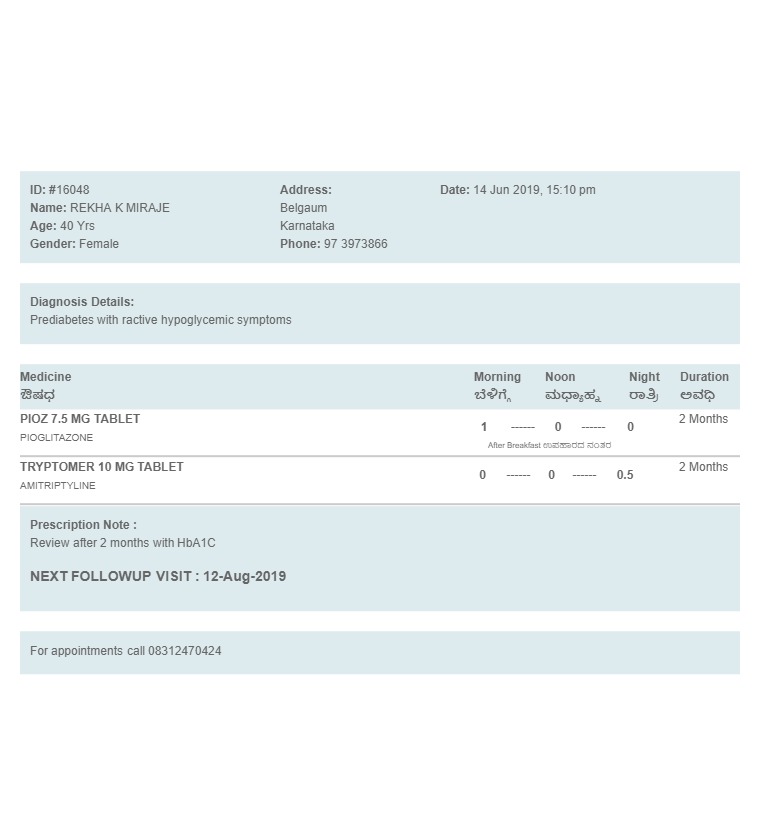 ID: #16048
Name: REKHA K MIRAJE
Age: 40 Yrs
Gender: Female
Address:
Belgaum
Karnataka
Phone: 97 3973866
Date: 14 Jun 2019, 15:10 pm
Diagnosis Details:
Prediabetes with ractive hypoglycemic symptoms
Medicine Morning Noon Night Duration
ಔಷಧ ಬೆಳಿಗ್ಗೆ ಮಧ್ಯಾಹ್ನ ರಾತ್ರಿ ಅವಧಿ
PIOZ 7.5 MG TABLET 1 ------ 0 ------ 0 2 Months
PIOGLITAZONE After Breakfast ಉಪಹಾರದ ನಂತರ
TRYPTOMER 10 MG TABLET 0 ------ 0 ------ 0.5 2 Months
AMITRIPTYLINE
Prescription Note :
Review after 2 months with HbA1C
NEXT FOLLOWUP VISIT : 12-Aug-2019
For appointments call 08312470424